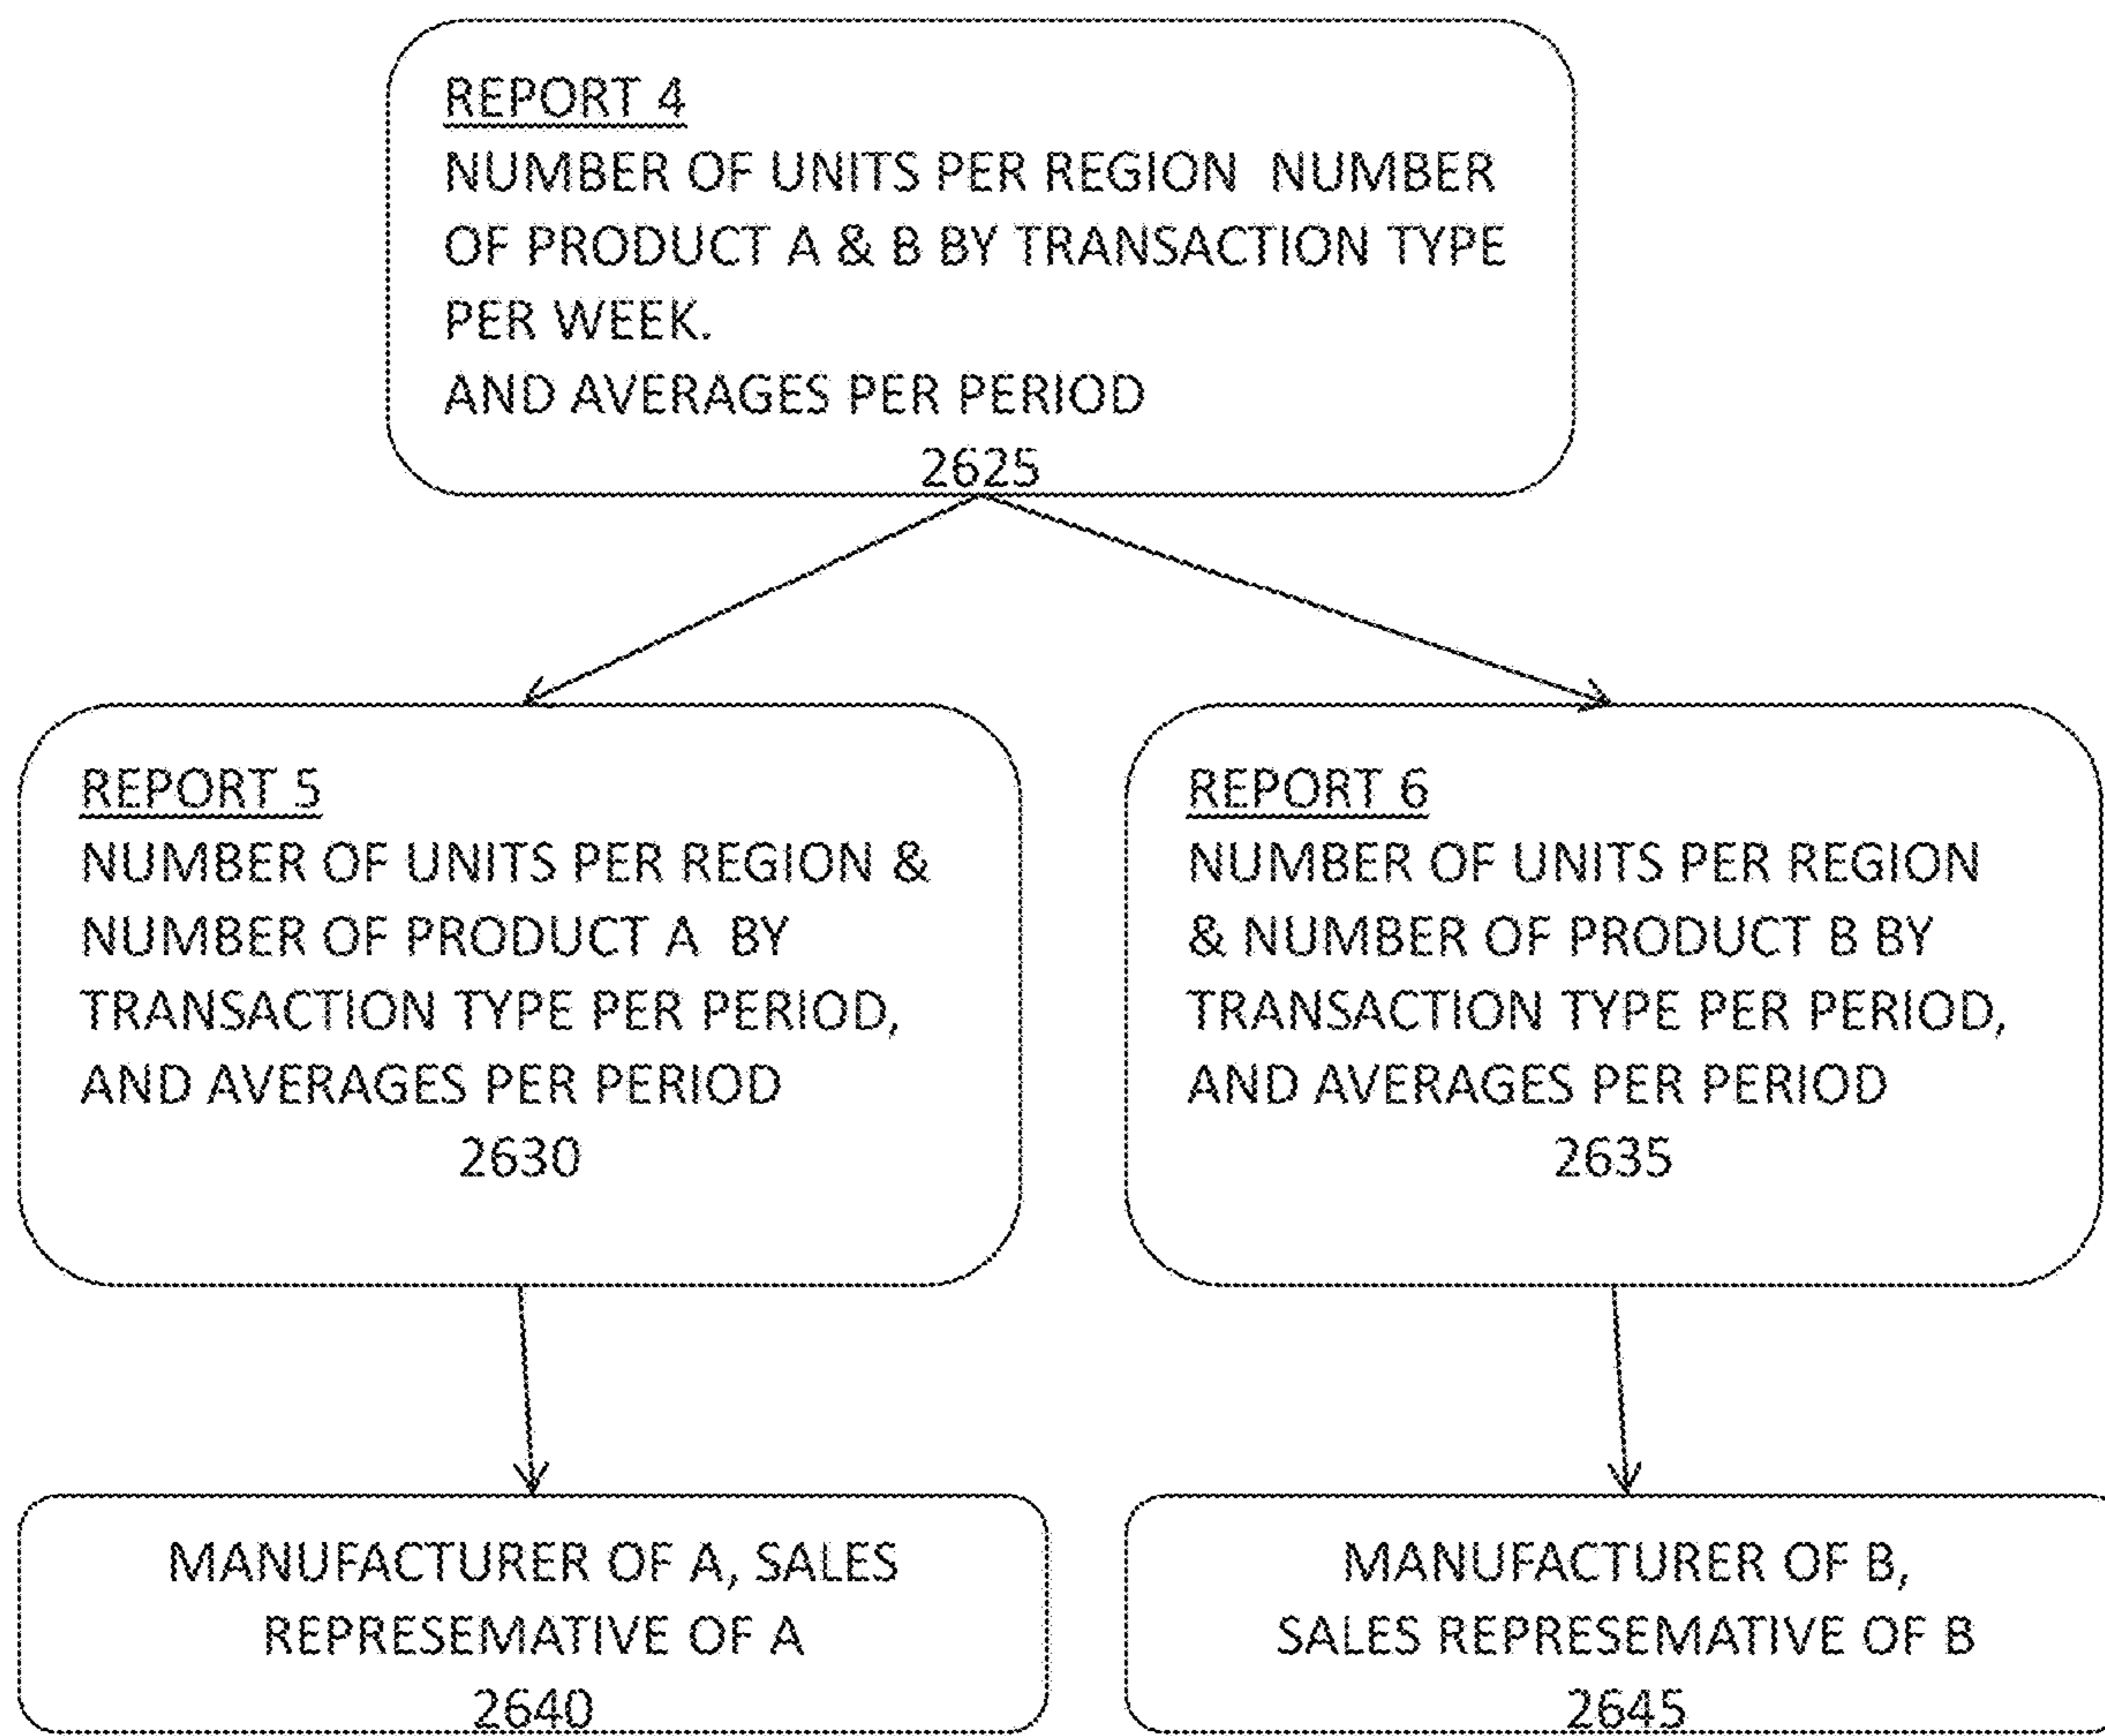 REPORT 4
NUMBER OF UNITS PER REGION  NUMBER
OF PRODUCT A & B BY TRANSACTION TYPE
PER WEEK.
AND AVERAGES PER PERIOD
2625
REPORT 5
NUMBER OF UNITS PER REGION &
NUMBER OF PRODUCT A  BY
TRANSACTION TYPE PER PERIOD,
AND AVERAGES PER PERIOD
2630
REPORT 6
NUMBER OF UNITS PER REGION
& NUMBER OF PRODUCT B BY
TRANSACTION TYPE PER PERIOD,
AND AVERAGES PER PERIOD
2635
MANUFACTURER OF A, SALES
REPRESEMATIVE OF A
2640
MANUFACTURER OF B,
SALES REPRESEMATIVE OF B
2645